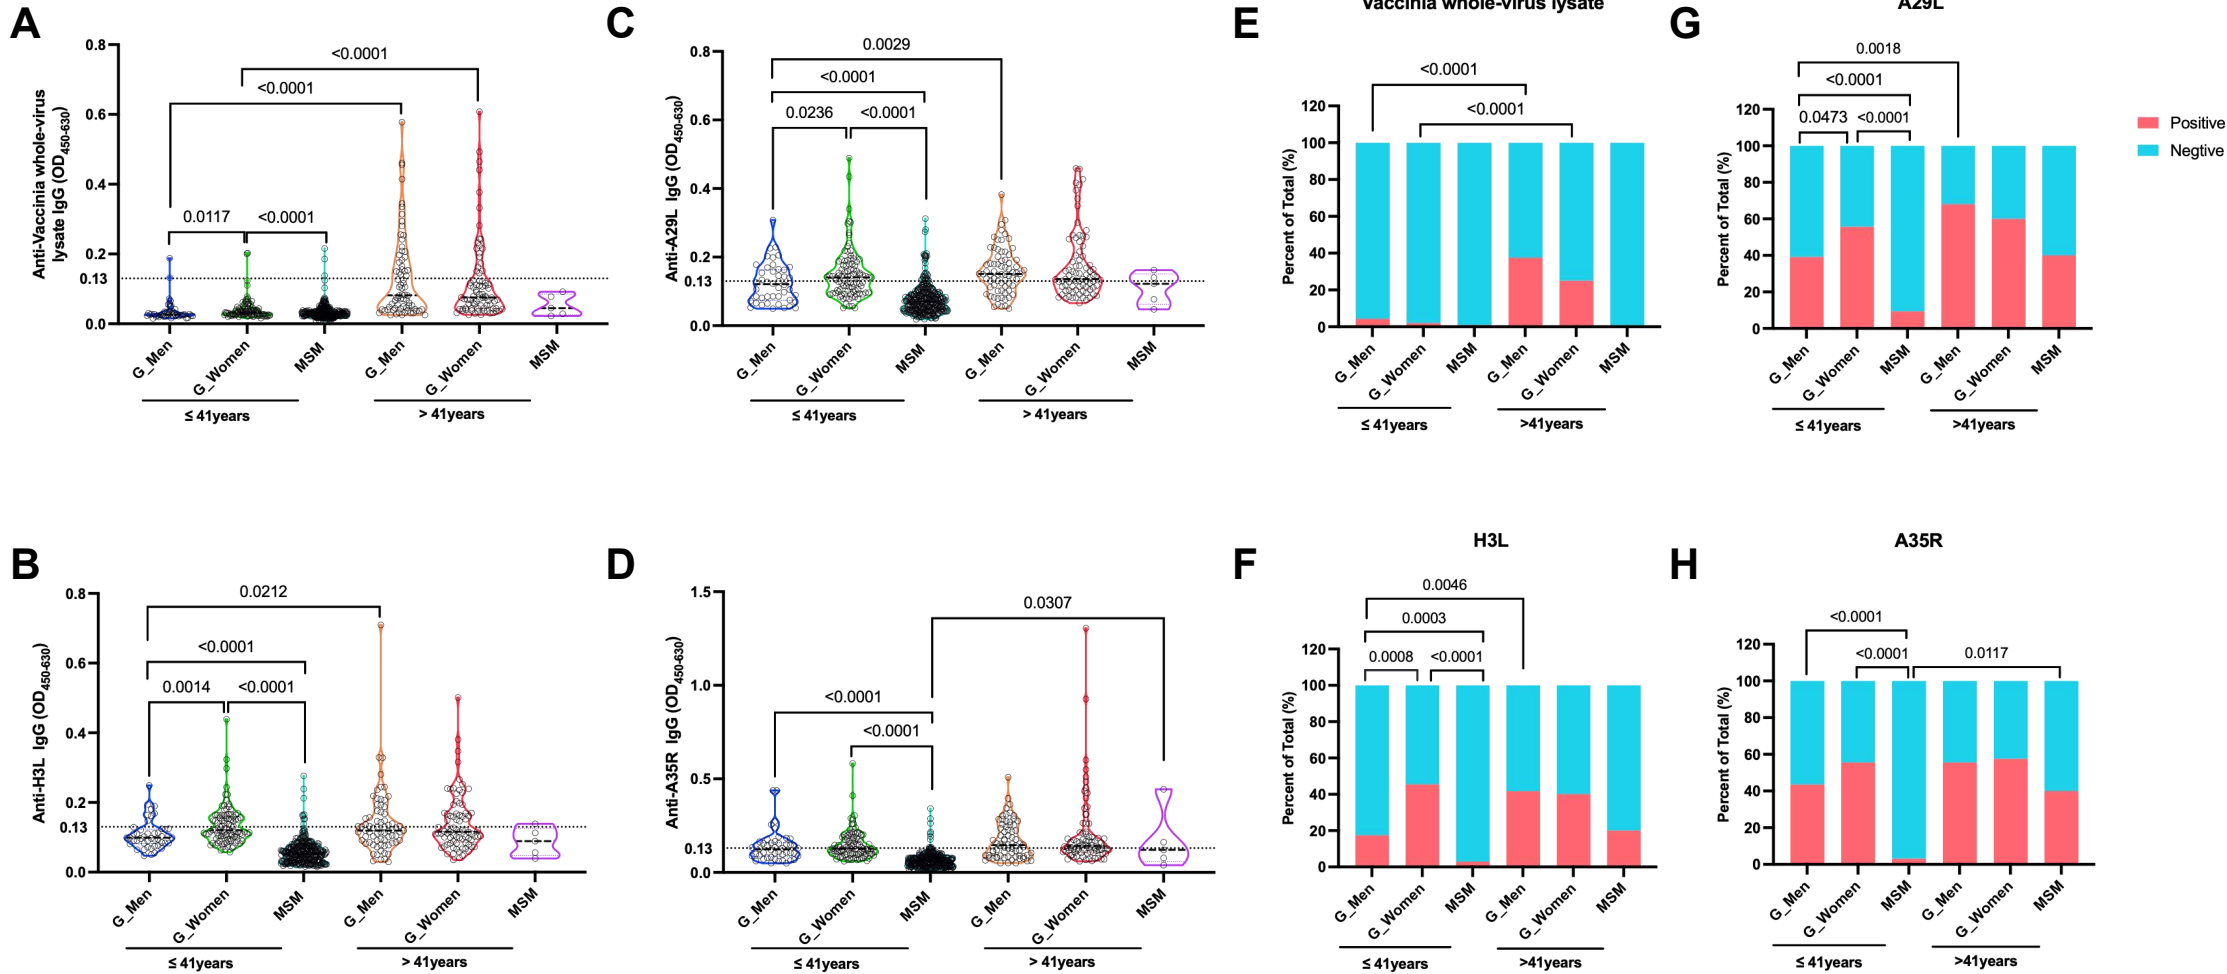 A
Anti-Vaccinia whole-virus
lysate IgG (OD450-630)
0.8
0.6
0.4
0.2
0.13
0.0
<0.0001
<0.0001
0.0117
<0.0001
G_Men
G_Women
MSM
G_Men
G_Women
MSM
≤ 41years
> 41years
C
Anti-A29L IgG (OD450-630)
0.8
0.6
0.4
0.2
0.13
0.0
0.0029
<0.0001
0.0236
<0.0001
G_Men
G_Women
MSM
G_Men
G_Women
MSM
≤ 41years
> 41years
E
Vaccinia whole-virus lysate
Percent of Total (%)
120
100
80
60
40
20
0
<0.0001
<0.0001
G_Men
G_Women
MSM
G_Men
G_Women
MSM
≤ 41years
>41years
G
A29L
Percent of Total (%)
120
100
80
60
40
20
0
0.0018
<0.0001
0.0473
<0.0001
G_Men
G_Women
MSM
G_Men
G_Women
MSM
≤ 41years
>41years
Positive
Negtive
B
Anti-H3L IgG (OD450-630)
0.8
0.6
0.4
0.2
0.13
0.0
0.0212
<0.0001
0.0014
<0.0001
G_Men
G_Women
MSM
G_Men
G_Women
MSM
≤ 41years
> 41years
D
Anti-A35R IgG (OD450-630)
1.5
1.0
0.5
0.13
0.0
0.0307
<0.0001
<0.0001
G_Men
G_Women
MSM
G_Men
G_Women
MSM
≤ 41years
> 41years
F
H3L
Percent of Total (%)
120
100
80
60
40
20
0
0.0046
0.0003
0.0008
<0.0001
G_Men
G_Women
MSM
G_Men
G_Women
MSM
≤ 41years
>41years
H
A35R
Percent of Total (%)
120
100
80
60
40
20
0
<0.0001
<0.0001
0.0117
G_Men
G_Women
MSM
G_Men
G_Women
MSM
≤ 41years
>41years